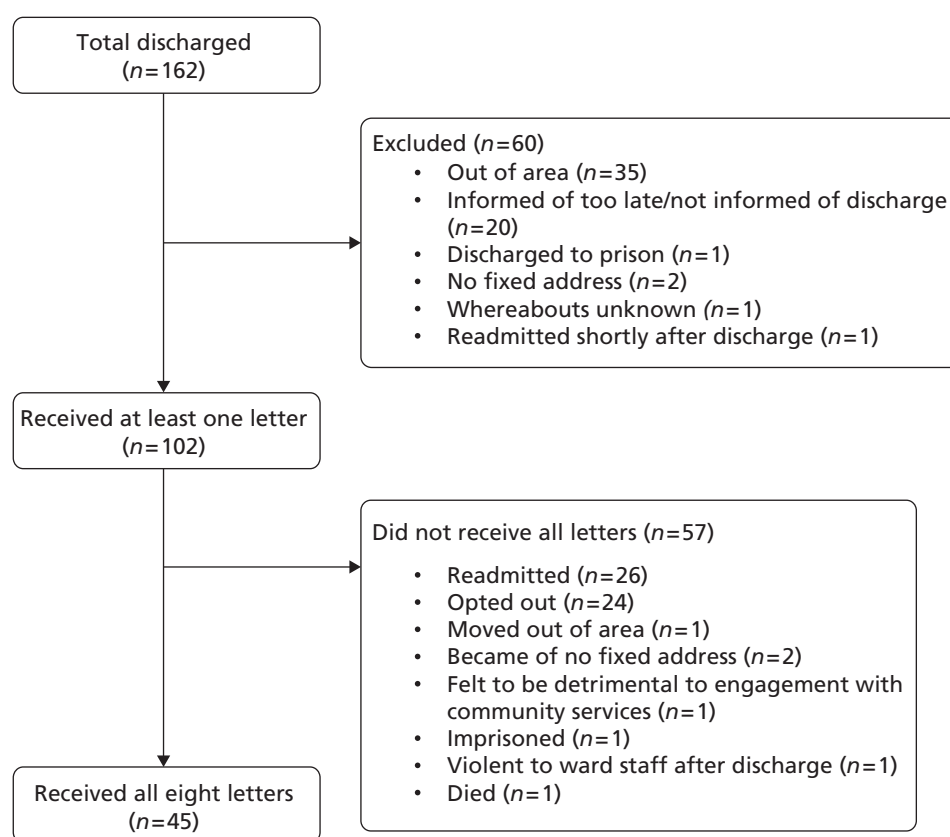 Total discharged
(n=162)
Excluded (n=60)
• Out of area (n=35)
• Informed of too late/not informed of discharge
(n=20)
• Discharged to prison (n=1)
• No fixed address (n=2)
• Whereabouts unknown (n=1)
• Readmitted shortly after discharge (n=1)
Received at least one letter
(n=102)
Did not receive all letters (n=57)
• Readmitted (n=26)
• Opted out (n=24)
• Moved out of area (n=1)
• Became of no fixed address (n=2)
• Felt to be detrimental to engagement with
community services (n=1)
• Imprisoned (n=1)
• Violent to ward staff after discharge (n=1)
• Died (n=1)
Received all eight letters
(n=45)